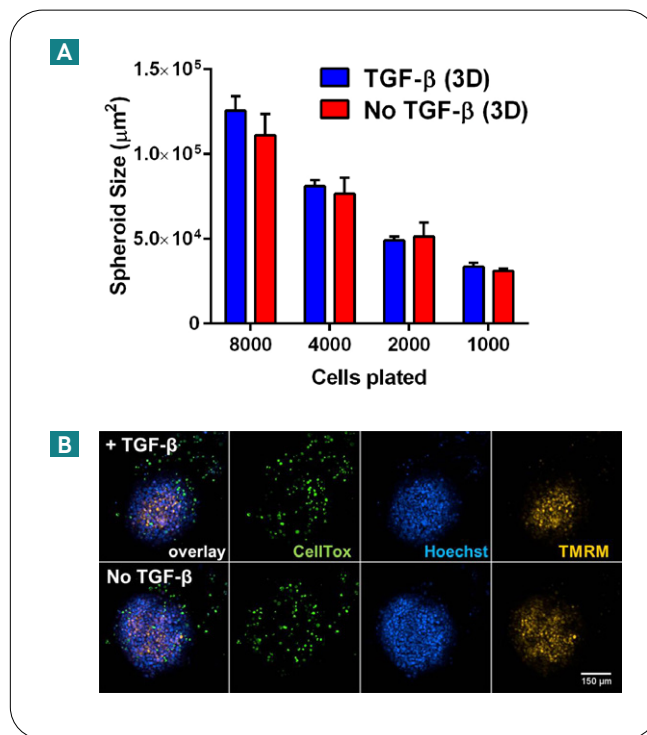 A
1.5×10⁵
1.0×10⁵
5.0×10⁴
0
Spheroid Size (μm²)
TGF-β (3D)
No TGF-β (3D)
8000 4000 2000 1000
Cells plated
B
+ TGF-β
overlay CellTox Hoechst TMRM
No TGF-β
150 μm